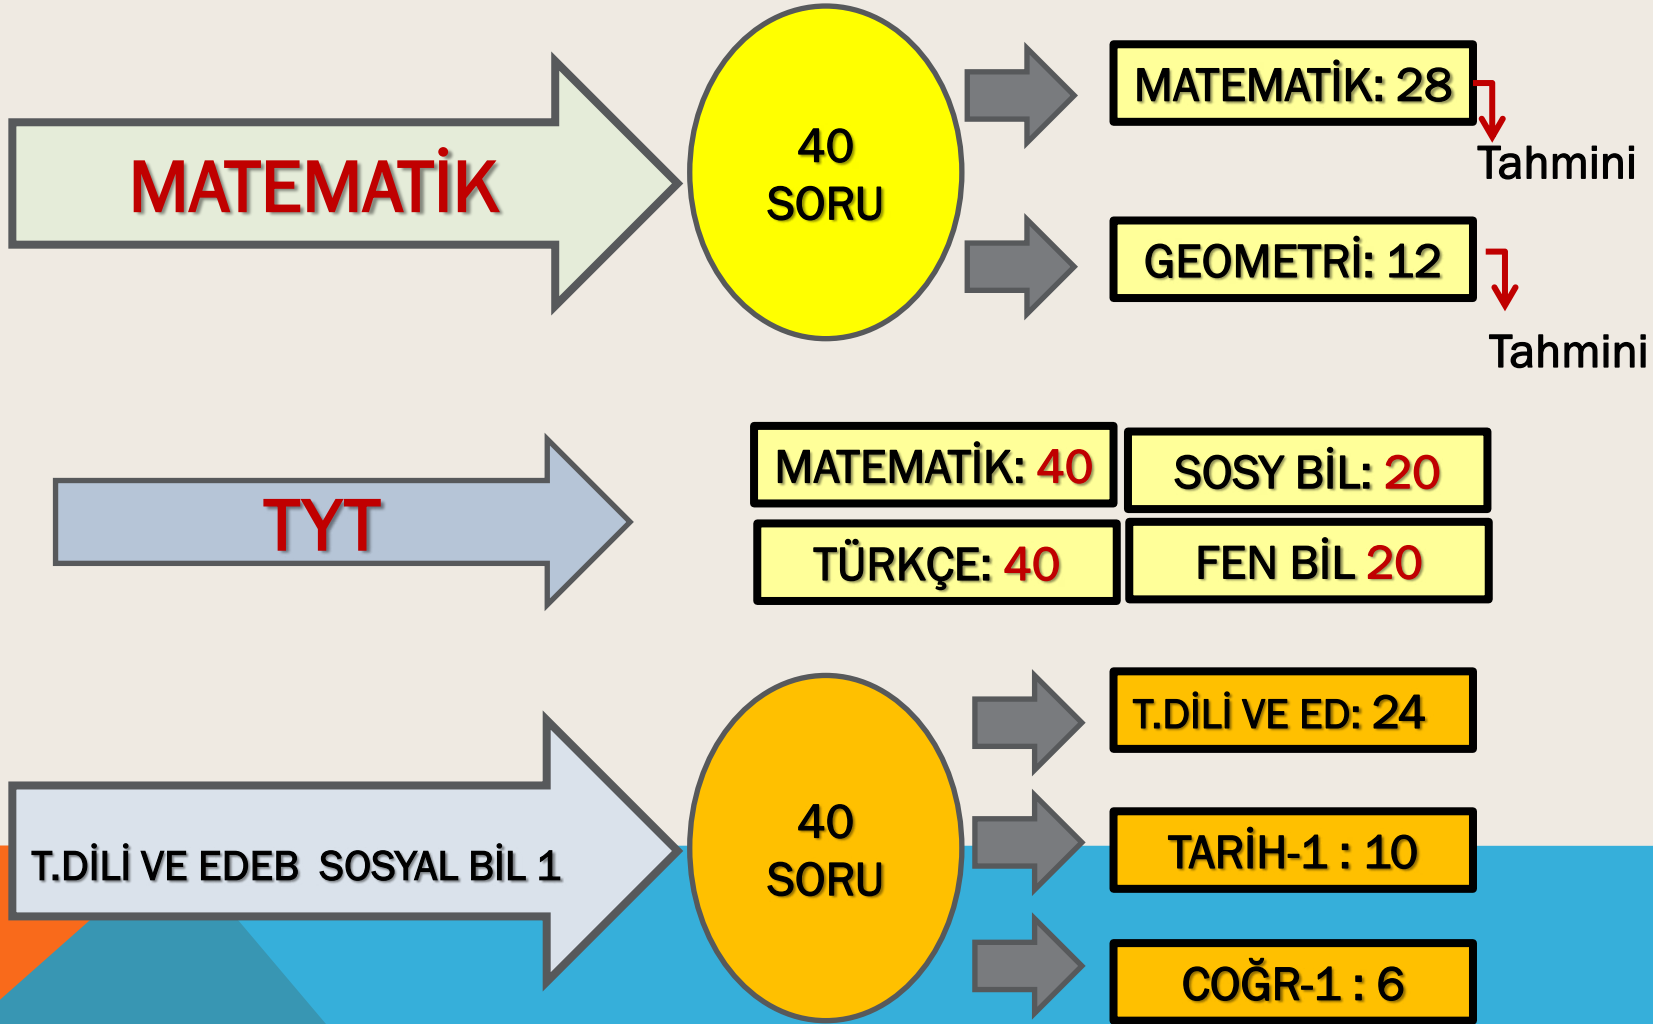 MATEMATİK
40
SORU
MATEMATİK: 28
Tahmini
GEOMETRİ: 12
Tahmini
TYT
MATEMATİK: 40
SOSY BİL: 20
TÜRKÇE: 40
FEN BİL 20
T.DİLİ VE EDEB  SOSYAL BİL 1
40
SORU
T.DİLİ VE ED: 24
TARİH-1 : 10
COĞR-1 : 6